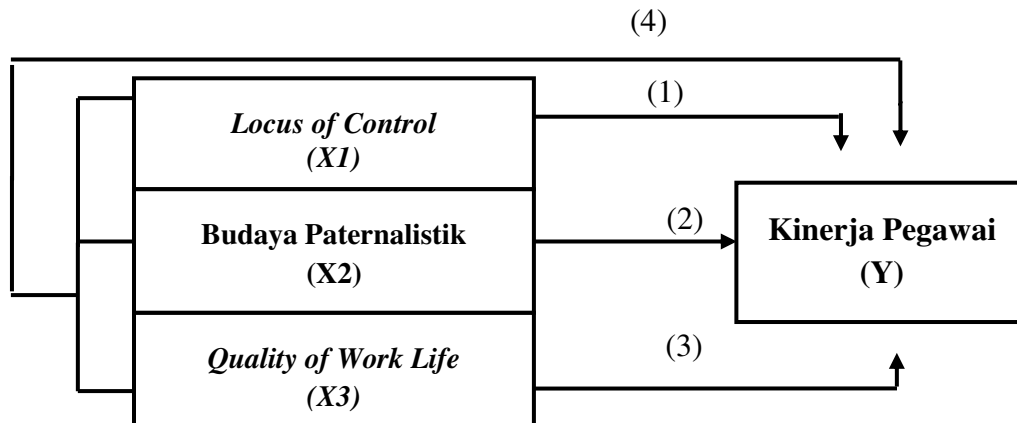 (4)
(1)
Locus of Control
(X1)
(2)
Budaya Paternalistik
(X2)
Kinerja Pegawai
(Y)
(3)
Quality of Work Life
(X3)